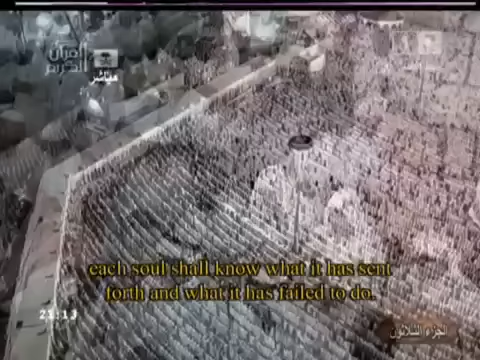 القرآن
الكريم
مباشر
each soul shall know what it has sent
forth and what it has failed to do.
21:13
الجزء الثلاثون